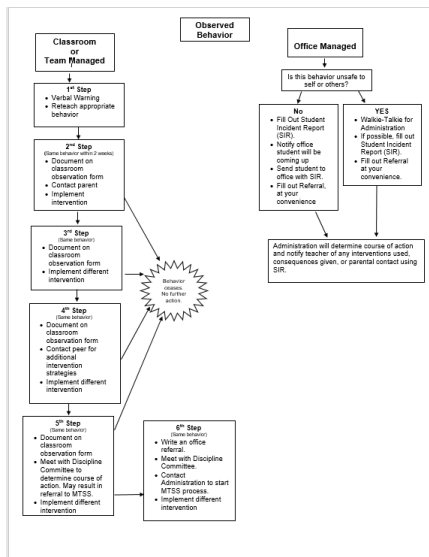 Observed
Behavior
Classroom
or
Team Managed
1st Step
• Verbal Warning
• Reteach appropriate
behavior
2nd Step
(Same behavior within 2 weeks)
• Document on
classroom
observation form
• Contact parent
• Implement
intervention
3rd Step
(Same behavior)
• Document on
classroom
observation form
• Implement different
intervention
4th Step
(Same behavior)
• Document on
classroom
observation form
• Contact peer for
additional
intervention
strategies
• Implement different
intervention
5th Step
(Same behavior)
• Document on
classroom
observation form
• Meet with Discipline
Committee to
determine course of
action. May result in
referral to MTSS.
• Implement different
intervention
6th Step
(Same behavior)
• Write an office
referral.
• Meet with Discipline
Committee.
• Contact
Administration to start
MTSS process.
• Implement different
intervention
Behavior
ceases.
No further
action.
Office Managed
Is this behavior unsafe to
self or others?
No
• Fill Out Student
Incident Report
(SIR).
• Notify office
student will be
coming up
• Send student to
office with SIR.
• Fill out Referral,
at your
convenience
YES
• Walkie-Talkie for
Administration
• If possible, fill out
Student Incident
Report (SIR).
• Fill out Referral at
your convenience.
Administration will determine course of action
and notify teacher of any interventions used,
consequences given, or parental contact using
SIR.